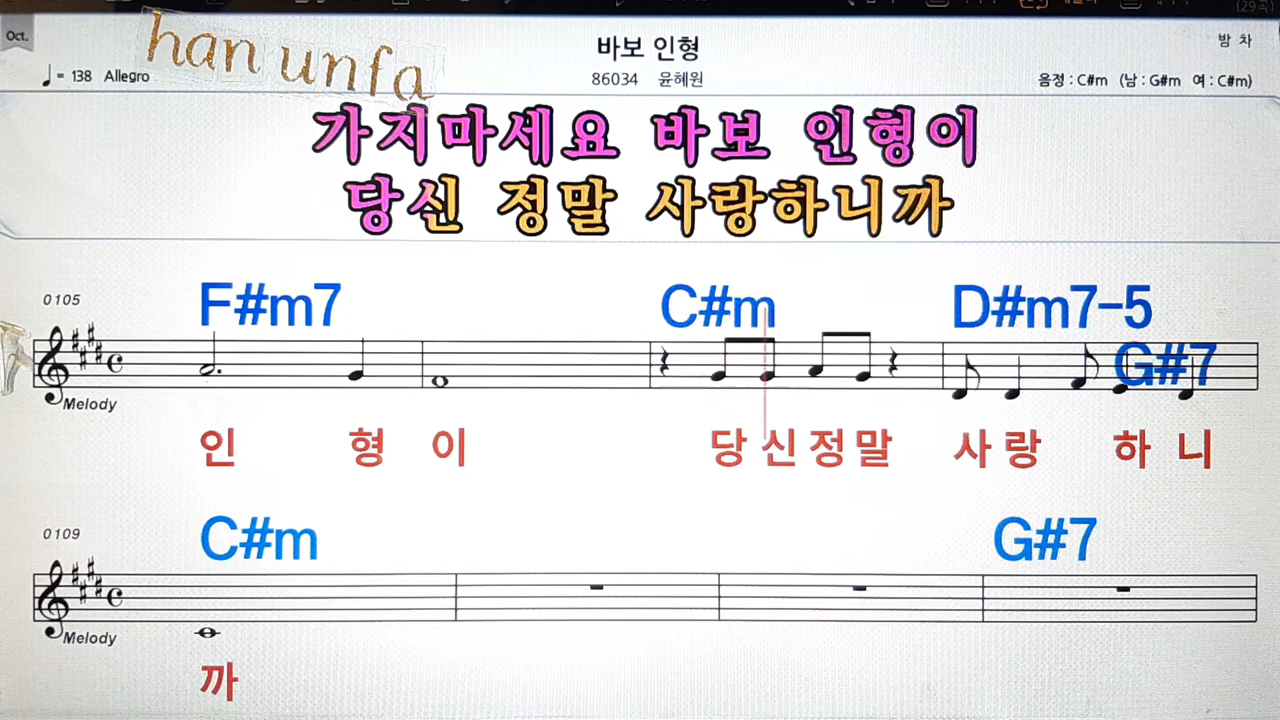 (29곡)
Oct.
han unfa
바보 인형
밤 차
♩= 138 Allegro
86034 윤혜원
음정 : C#m (남 : G#m 여 : C#m)
가지마세요 바보 인형이
당신 정말 사랑하니까
0105
F#m7 C#m D#m7-5
G#7
Melody
인 형 이 당 신 정 말 사 랑 하 니
0109
C#m G#7
Melody
까